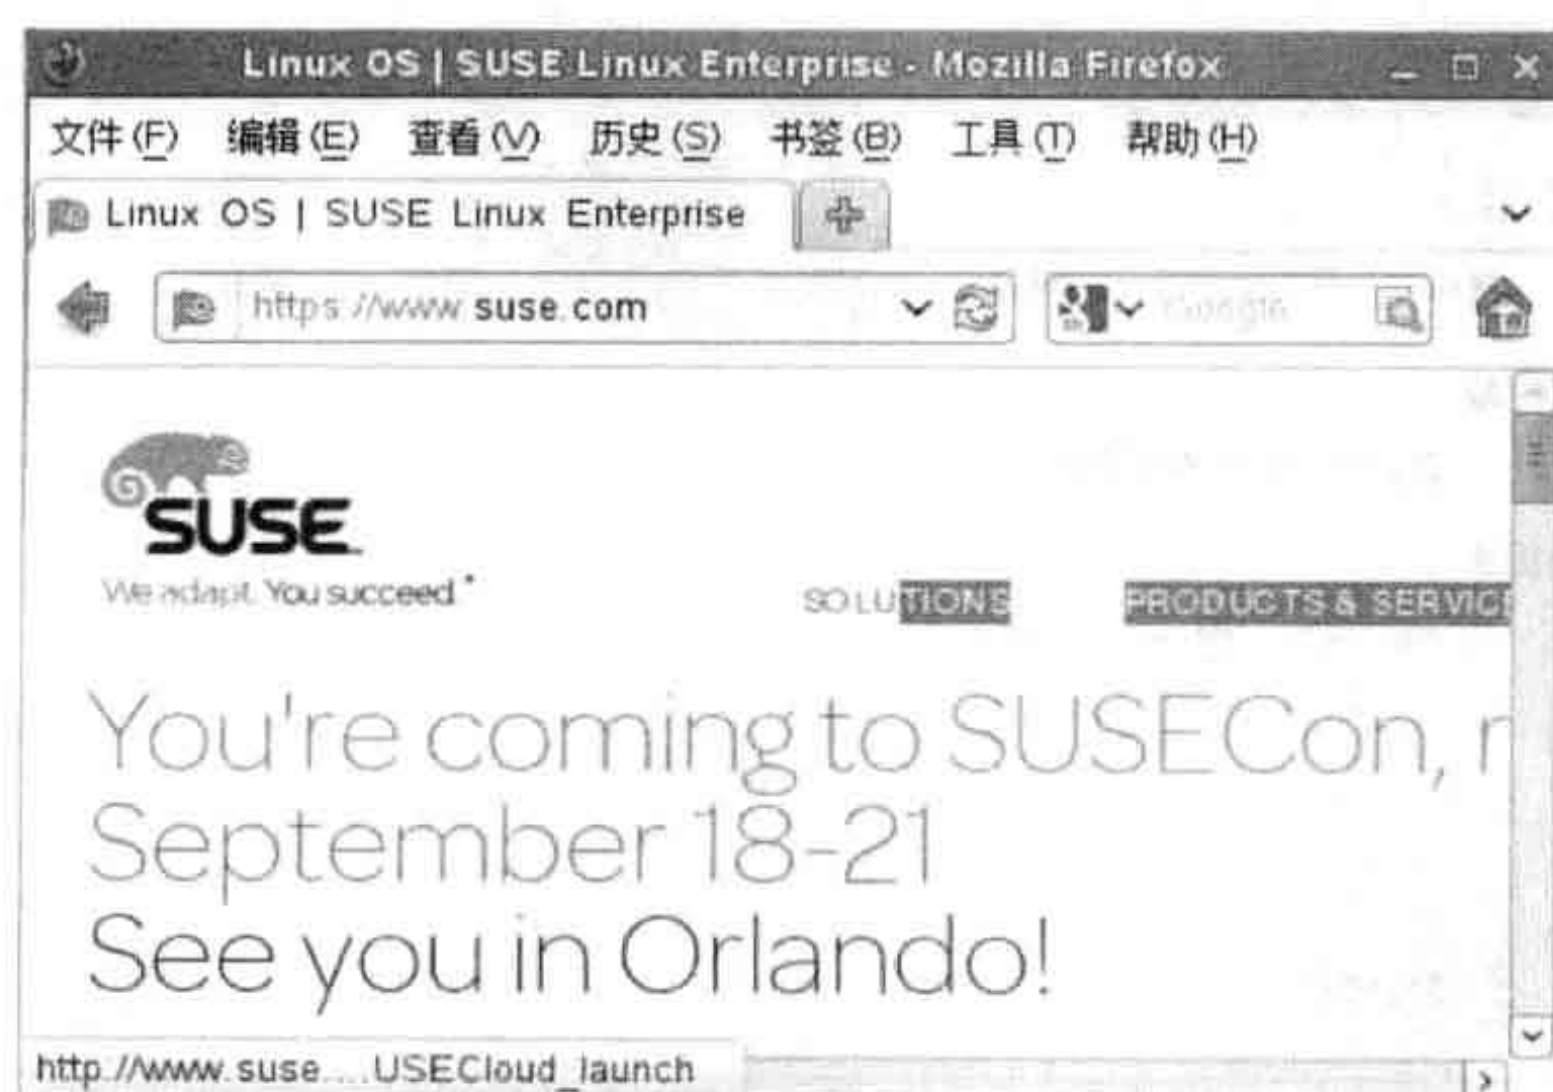 Linux OS | SUSE Linux Enterprise - Mozilla Firefox
文件(F) 编辑(E) 查看(V) 历史(S) 书签(B) 工具(T) 帮助(H)
Linux OS | SUSE Linux Enterprise
https://www.suse.com Google
SUSE
We adapt. You succeed.
SOLUTIONS PRODUCTS & SERVICE
You're coming to SUSECon, r
September 18-21
See you in Orlando!
http://www.suse....USECloud_launch